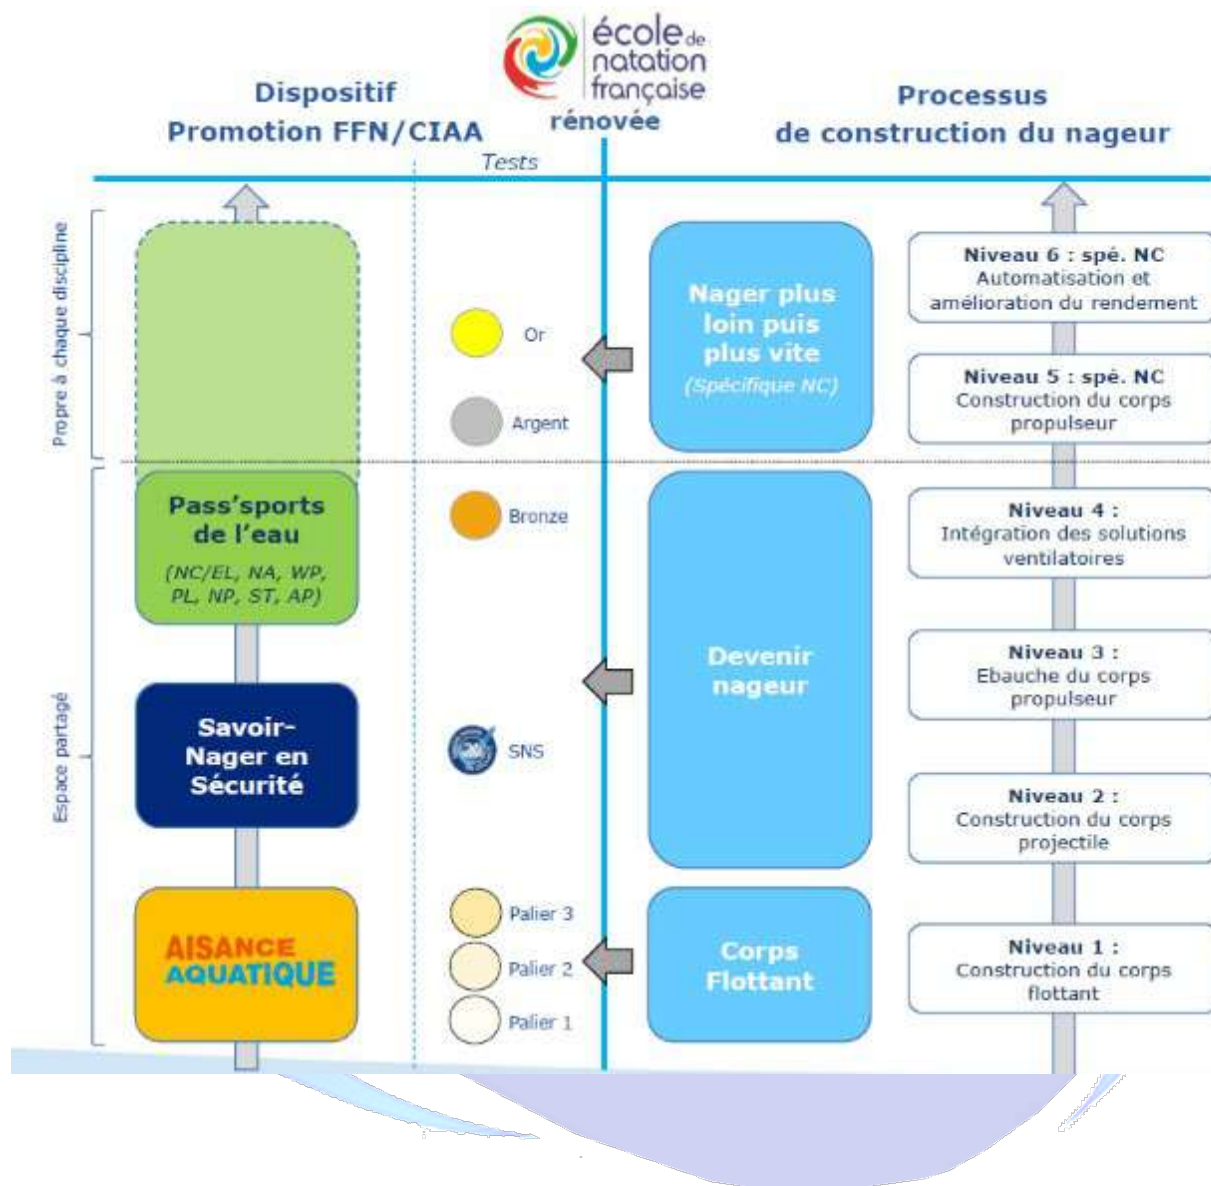 école de
natation
française
rénovée
Dispositif
Promotion FFN/CIAA
Processus
de construction du nageur
Tests
Propre à chaque discipline
Espace partagé
Pass'sports
de l'eau
(NC/EL, NA, WP,
PL, NP, ST, AP)
Savoir-
Nager en
Sécurité
AISANCE
AQUATIQUE
Or
Argent
Bronze
SNS
Palier 3
Palier 2
Palier 1
Nager plus
loin puis
plus vite
(Spécifique NC)
Devenir
nageur
Corps
Flottant
Niveau 6 : spé. NC
Automatisation et
amélioration du rendement
Niveau 5 : spé. NC
Construction du corps
propulseur
Niveau 4 :
Intégration des solutions
ventilatoires
Niveau 3 :
Ebauche du corps
propulseur
Niveau 2 :
Construction du corps
projectile
Niveau 1 :
Construction du corps
flottant